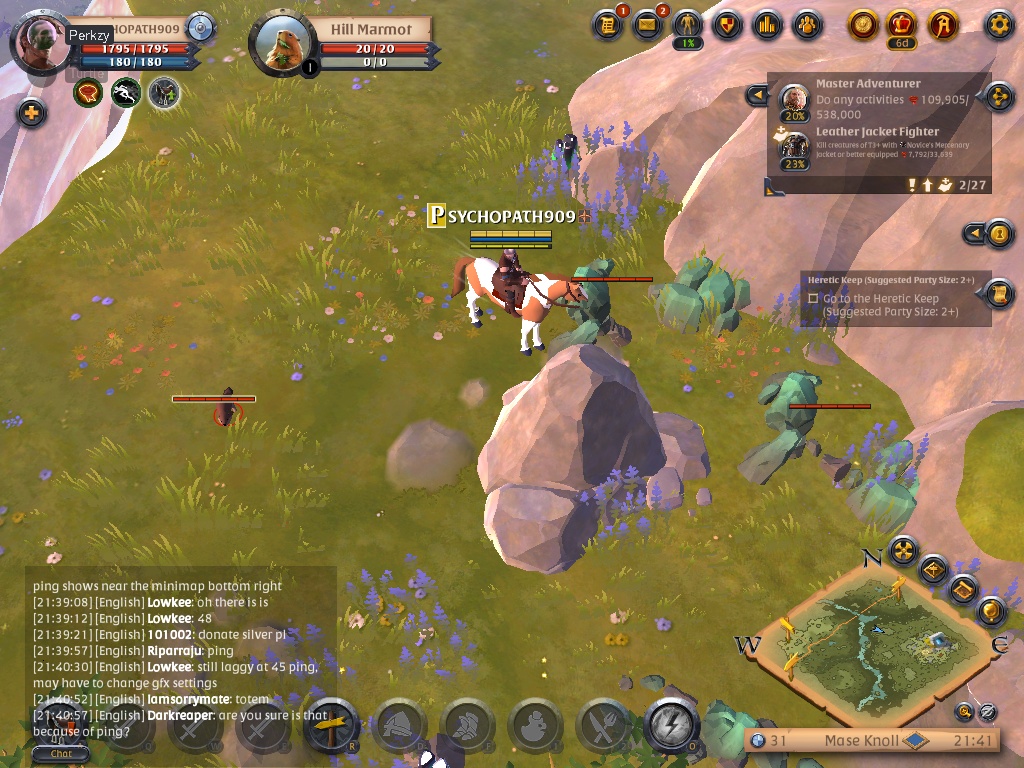 Perkzy
HOPATH909
1795 / 1795
180 / 180
Hill Marmot
20 / 20
0 / 0
I
1
2
1%
6d
Master Adventurer
Do any activities 109,905/
538,000
20%
Leather Jacket Fighter
Kill creatures of T3+ with Novice's Mercenary
Jacket or better equipped 7,792/33,639
23%
2/27
PSYCHOPATH909
Heretic Keep (Suggested Party Size: 2+)
Go to the Heretic Keep
(Suggested Party Size: 2+)
ping shows near the minimap bottom right
[21:39:08] [English] Lowkee: oh there is is
[21:39:12] [English] Lowkee: 48
[21:39:21] [English] 101002: donate silver pl
[21:39:57] [English] Riparraju: ping
[21:40:30] [English] Lowkee: still laggy at 45 ping,
may have to change gfx settings
[21:40:52] [English] Iamsorrymate: totem
[21:40:57] [English] Darkreaper: are you sure is that
because of ping?
Chat
Q W R D F O
N
W
E
31 Mase Knoll 21:41